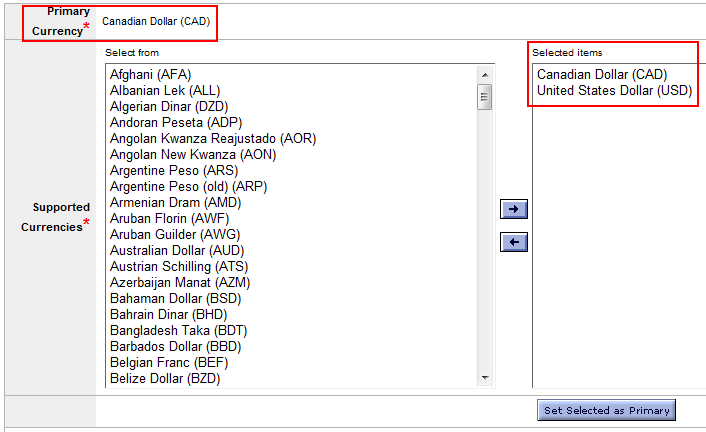 Primary
Currency*
Canadian Dollar (CAD)
Supported
Currencies*
Select from
Afghani (AFA)
Albanian Lek (ALL)
Algerian Dinar (DZD)
Andoran Peseta (ADP)
Angolan Kwanza Reajustado (AOR)
Angolan New Kwanza (AON)
Argentine Peso (ARS)
Argentine Peso (old) (ARP)
Armenian Dram (AMD)
Aruban Florin (AWF)
Aruban Guilder (AWG)
Australian Dollar (AUD)
Austrian Schilling (ATS)
Azerbaijan Manat (AZM)
Bahaman Dollar (BSD)
Bahrain Dinar (BHD)
Bangladesh Taka (BDT)
Barbados Dollar (BBD)
Belgian Franc (BEF)
Belize Dollar (BZD)
Selected items
Canadian Dollar (CAD)
United States Dollar (USD)
Set Selected as Primary